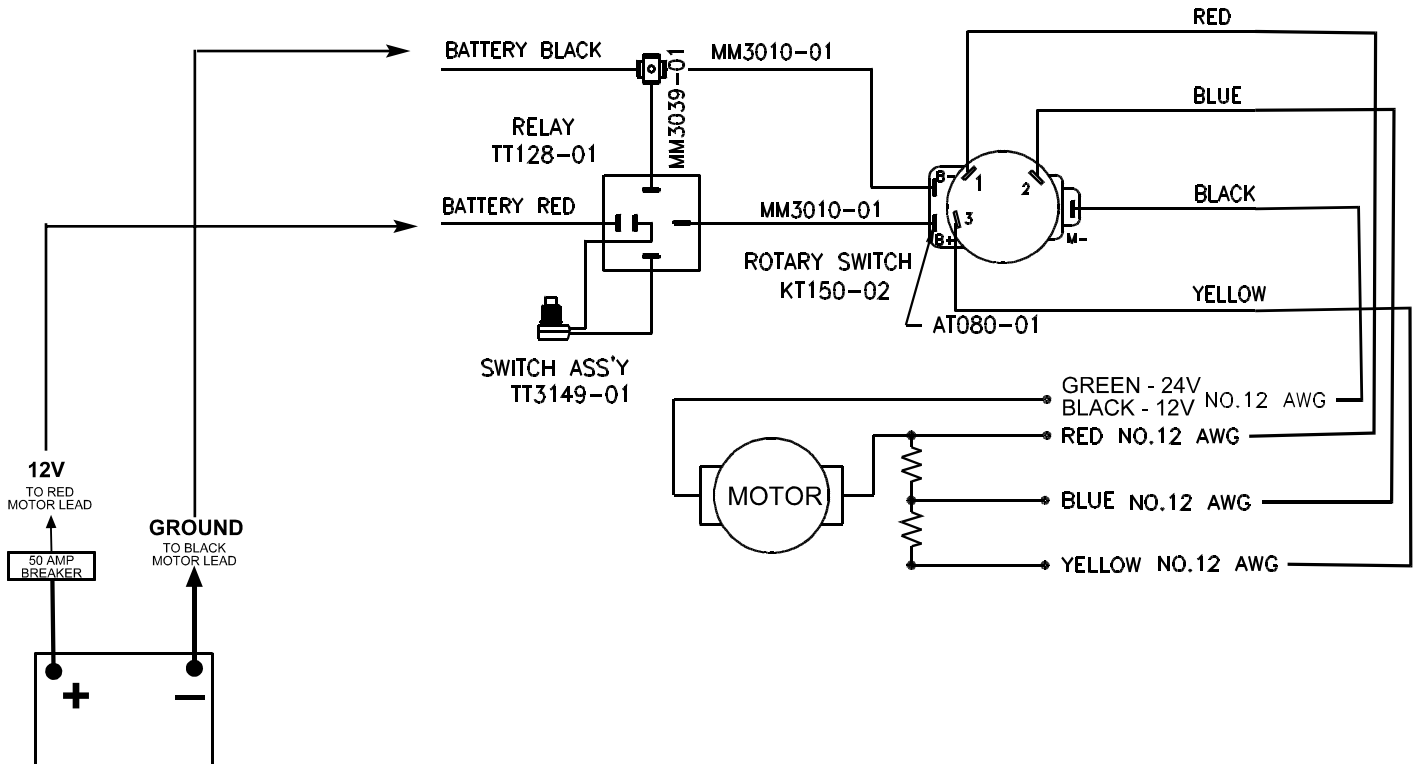 RED
BATTERY BLACK
MM3010-01
MM3039-01
BLUE
RELAY
TT128-01
B-
1
2
BLACK
BATTERY RED
MM3010-01
3
B+
M-
ROTARY SWITCH
KT150-02
YELLOW
AT080-01
SWITCH ASS'Y
TT3149-01
GREEN - 24V
BLACK - 12V
NO.12 AWG
RED NO.12 AWG
12V
TO RED
MOTOR LEAD
MOTOR
BLUE NO.12 AWG
GROUND
TO BLACK
MOTOR LEAD
50 AMP
BREAKER
YELLOW NO.12 AWG
+
−